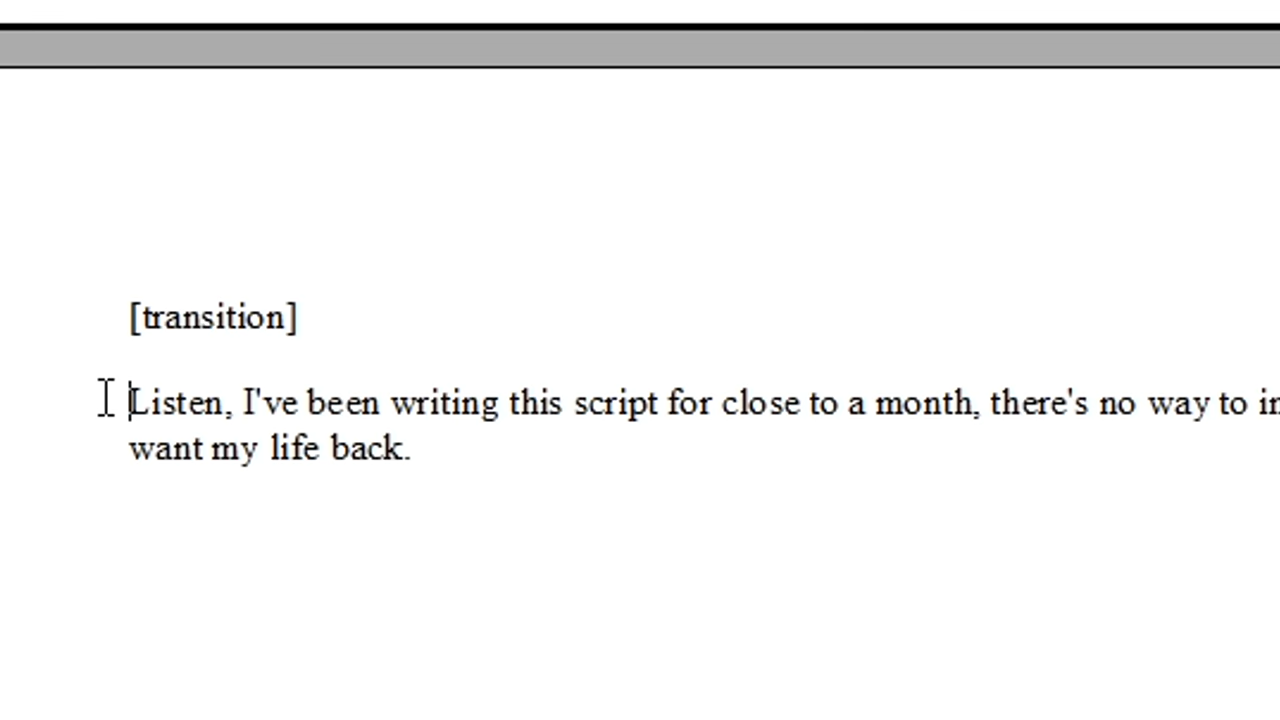 [transition]
Listen, I've been writing this script for close to a month, there's no way to
want my life back.